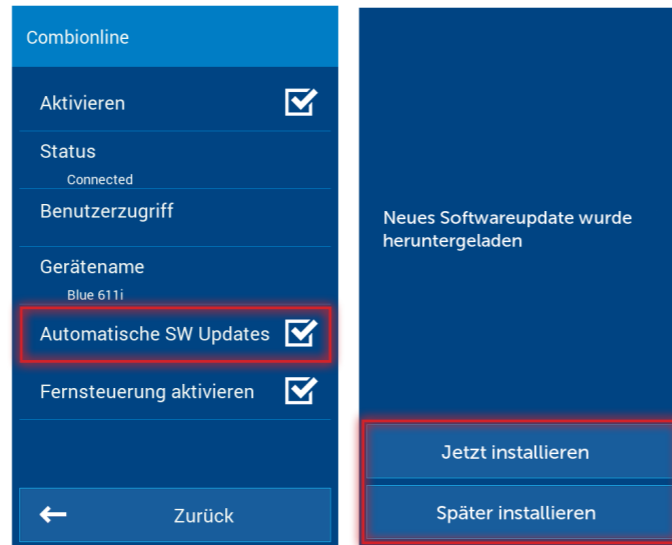 Combionline
Aktivieren
Status
Connected
Benutzerzugriff
Gerätename
Blue 611i
Automatische SW Updates
Fernsteuerung aktivieren
Zurück
Neues Softwareupdate wurde
heruntergeladen
Jetzt installieren
Später installieren